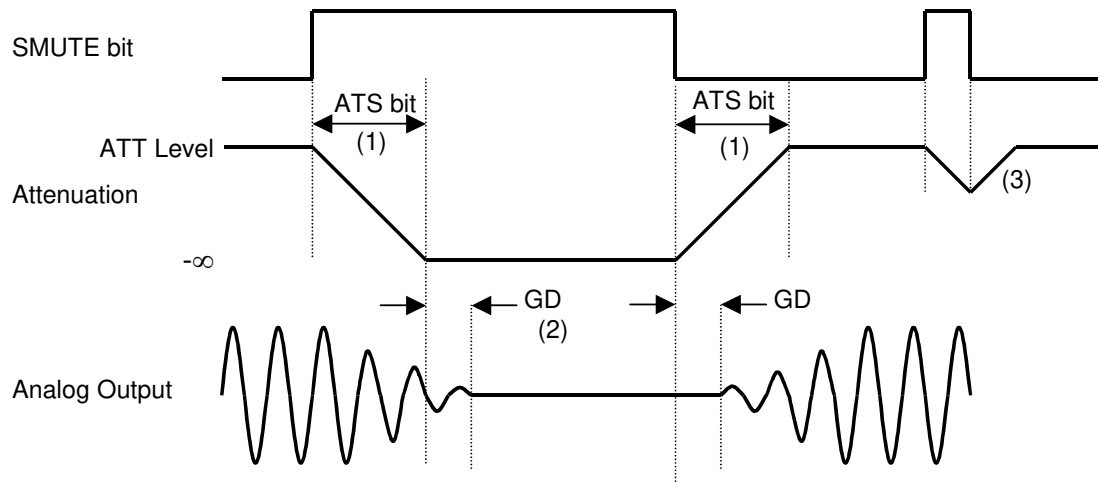 SMUTE bit
ATS bit
ATS bit
(1)
(1)
ATT Level
(3)
Attenuation
-∞
GD
GD
(2)
Analog Output